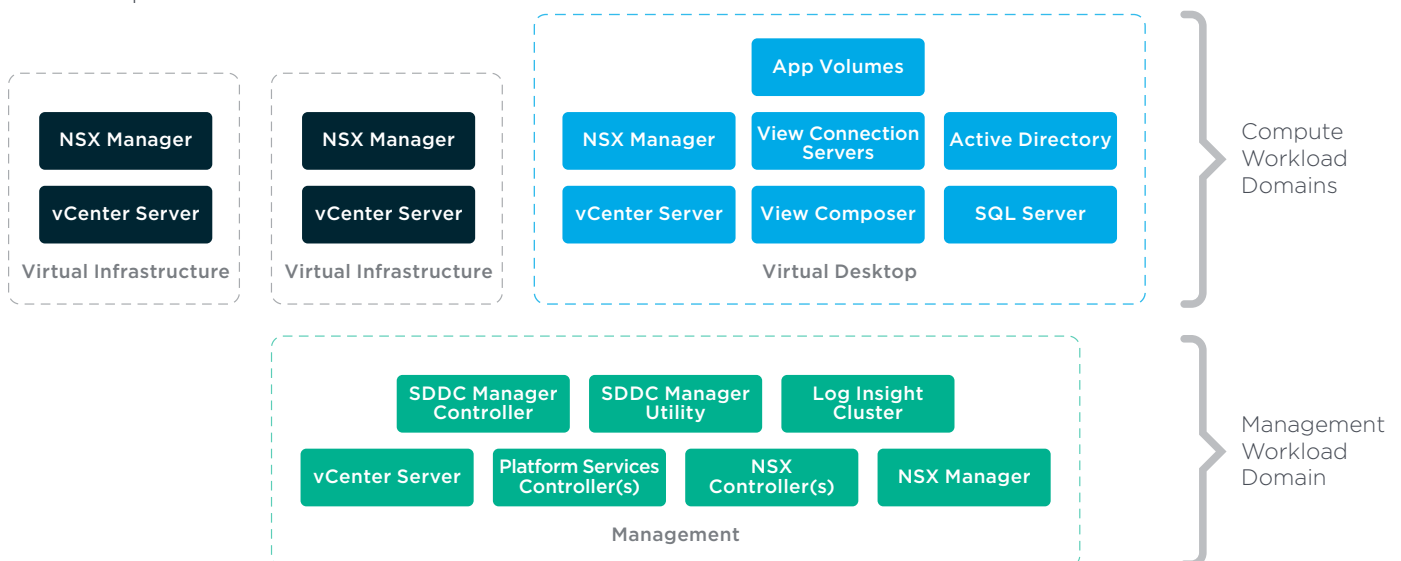 App Volumes
NSX Manager
NSX Manager
NSX Manager
View Connection
Servers
Active Directory
vCenter Server
vCenter Server
vCenter Server
View Composer
SQL Server
Virtual Infrastructure
Virtual Infrastructure
Virtual Desktop
Compute
Workload
Domains
SDDC Manager
Controller
SDDC Manager
Utility
Log Insight
Cluster
vCenter Server
Platform Services
Controller(s)
NSX
Controller(s)
NSX Manager
Management
Management
Workload
Domain